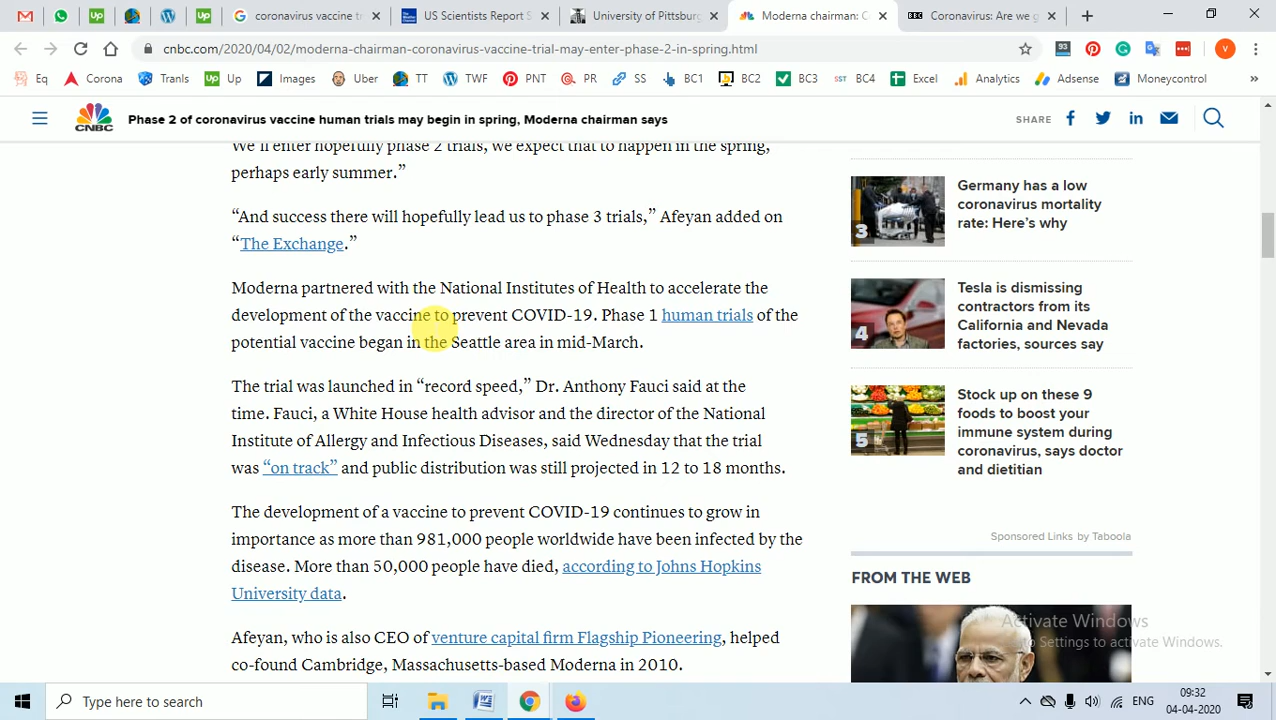 coronavirus vaccine t
US Scientists Report S
University of Pittsburg
Moderna chairman: C
Coronavirus: Are we g
cnbc.com/2020/04/02/moderna-chairman-coronavirus-vaccine-trial-may-enter-phase-2-in-spring.html
93
V
Eq
Corona
Transls
Up
Images
Uber
TT
TWF
PNT
PR
SS
BC1
BC2
BC3
SST BC4
Excel
Analytics
Adsense
Moneycontrol
»
CNBC
Phase 2 of coronavirus vaccine human trials may begin in spring, Moderna chairman says
SHARE
We'll enter hopefully phase 2 trials, we expect that to happen in the spring,
perhaps early summer.”
“And success there will hopefully lead us to phase 3 trials,” Afeyan added on
“The Exchange.”
Moderna partnered with the National Institutes of Health to accelerate the
development of the vaccine to prevent COVID-19. Phase 1 human trials of the
potential vaccine began in the Seattle area in mid-March.
The trial was launched in “record speed,” Dr. Anthony Fauci said at the
time. Fauci, a White House health advisor and the director of the National
Institute of Allergy and Infectious Diseases, said Wednesday that the trial
was “on track” and public distribution was still projected in 12 to 18 months.
The development of a vaccine to prevent COVID-19 continues to grow in
importance as more than 981,000 people worldwide have been infected by the
disease. More than 50,000 people have died, according to Johns Hopkins
University data.
Afeyan, who is also CEO of venture capital firm Flagship Pioneering, helped
co-found Cambridge, Massachusetts-based Moderna in 2010.
3
Germany has a low
coronavirus mortality
rate: Here’s why
4
Tesla is dismissing
contractors from its
California and Nevada
factories, sources say
5
Stock up on these 9
foods to boost your
immune system during
coronavirus, says doctor
and dietitian
Sponsored Links by Taboola
FROM THE WEB
Activate Windows
to Settings to activate Windows.
Type here to search
ENG
09:32
04-04-2020